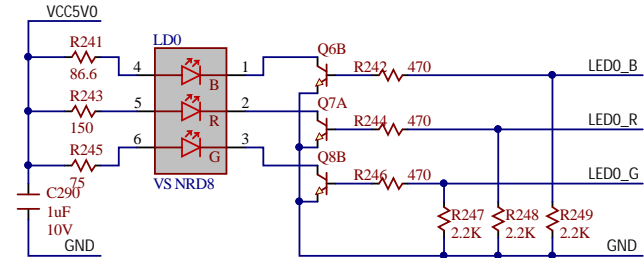 VCC5V0
R241
86.6
R243
150
R245
75
C290
1uF
10V
GND
LD0
4
5
6
B
R
G
1
2
3
VS NRD8
Q6B
Q7A
Q8B
R242 470
R244 470
R246 470
LED0_B
LED0_R
LED0_G
R247
2.2K
R248
2.2K
R249
2.2K
GND